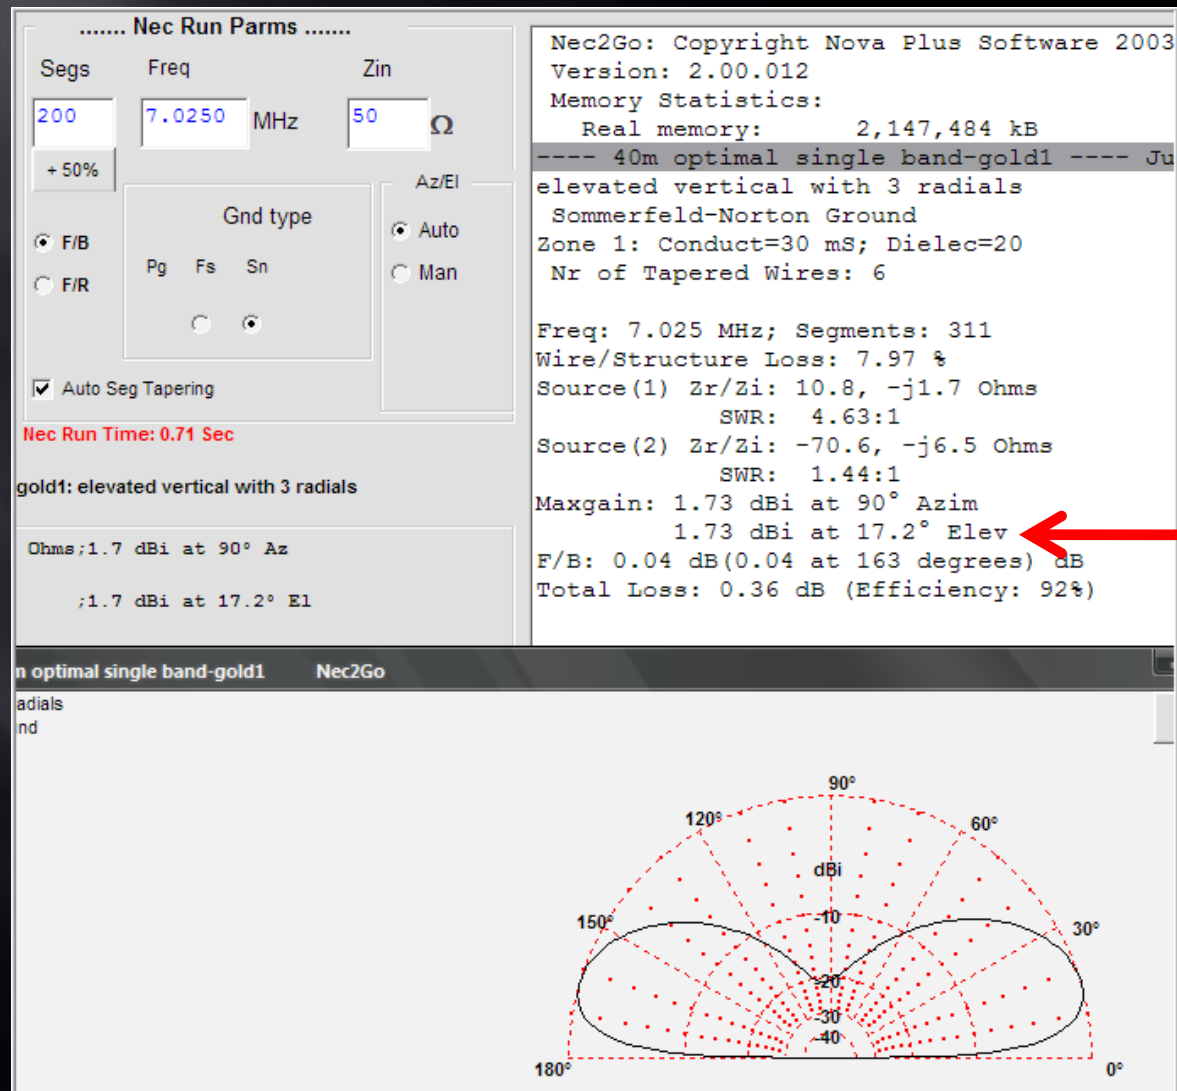 ....... Nec Run Parms .......
Segs Freq Zin
200 7.0250 MHz 50 Ω
+ 50%
Az/El
Gnd type
F/B
Auto
Pg Fs Sn
Man
F/R
Auto Seg Tapering
Nec Run Time: 0.71 Sec
gold1: elevated vertical with 3 radials
Ohms;1.7 dBi at 90° Az
;1.7 dBi at 17.2° El
Nec2Go: Copyright Nova Plus Software 2003
Version: 2.00.012
Memory Statistics:
Real memory: 2,147,484 kB
---- 40m optimal single band-gold1 ---- Ju
elevated vertical with 3 radials
Sommerfeld-Norton Ground
Zone 1: Conduct=30 mS; Dielec=20
Nr of Tapered Wires: 6
Freq: 7.025 MHz; Segments: 311
Wire/Structure Loss: 7.97 %
Source(1) Zr/Zi: 10.8, -j1.7 Ohms
SWR: 4.63:1
Source(2) Zr/Zi: -70.6, -j6.5 Ohms
SWR: 1.44:1
Maxgain: 1.73 dBi at 90° Azim
1.73 dBi at 17.2° Elev
F/B: 0.04 dB(0.04 at 163 degrees) dB
Total Loss: 0.36 dB (Efficiency: 92%)
m optimal single band-gold1 Nec2Go
adials
nd
90°
120° 60°
dBi
150° -10 30°
-20
-30
-40
180° 0°